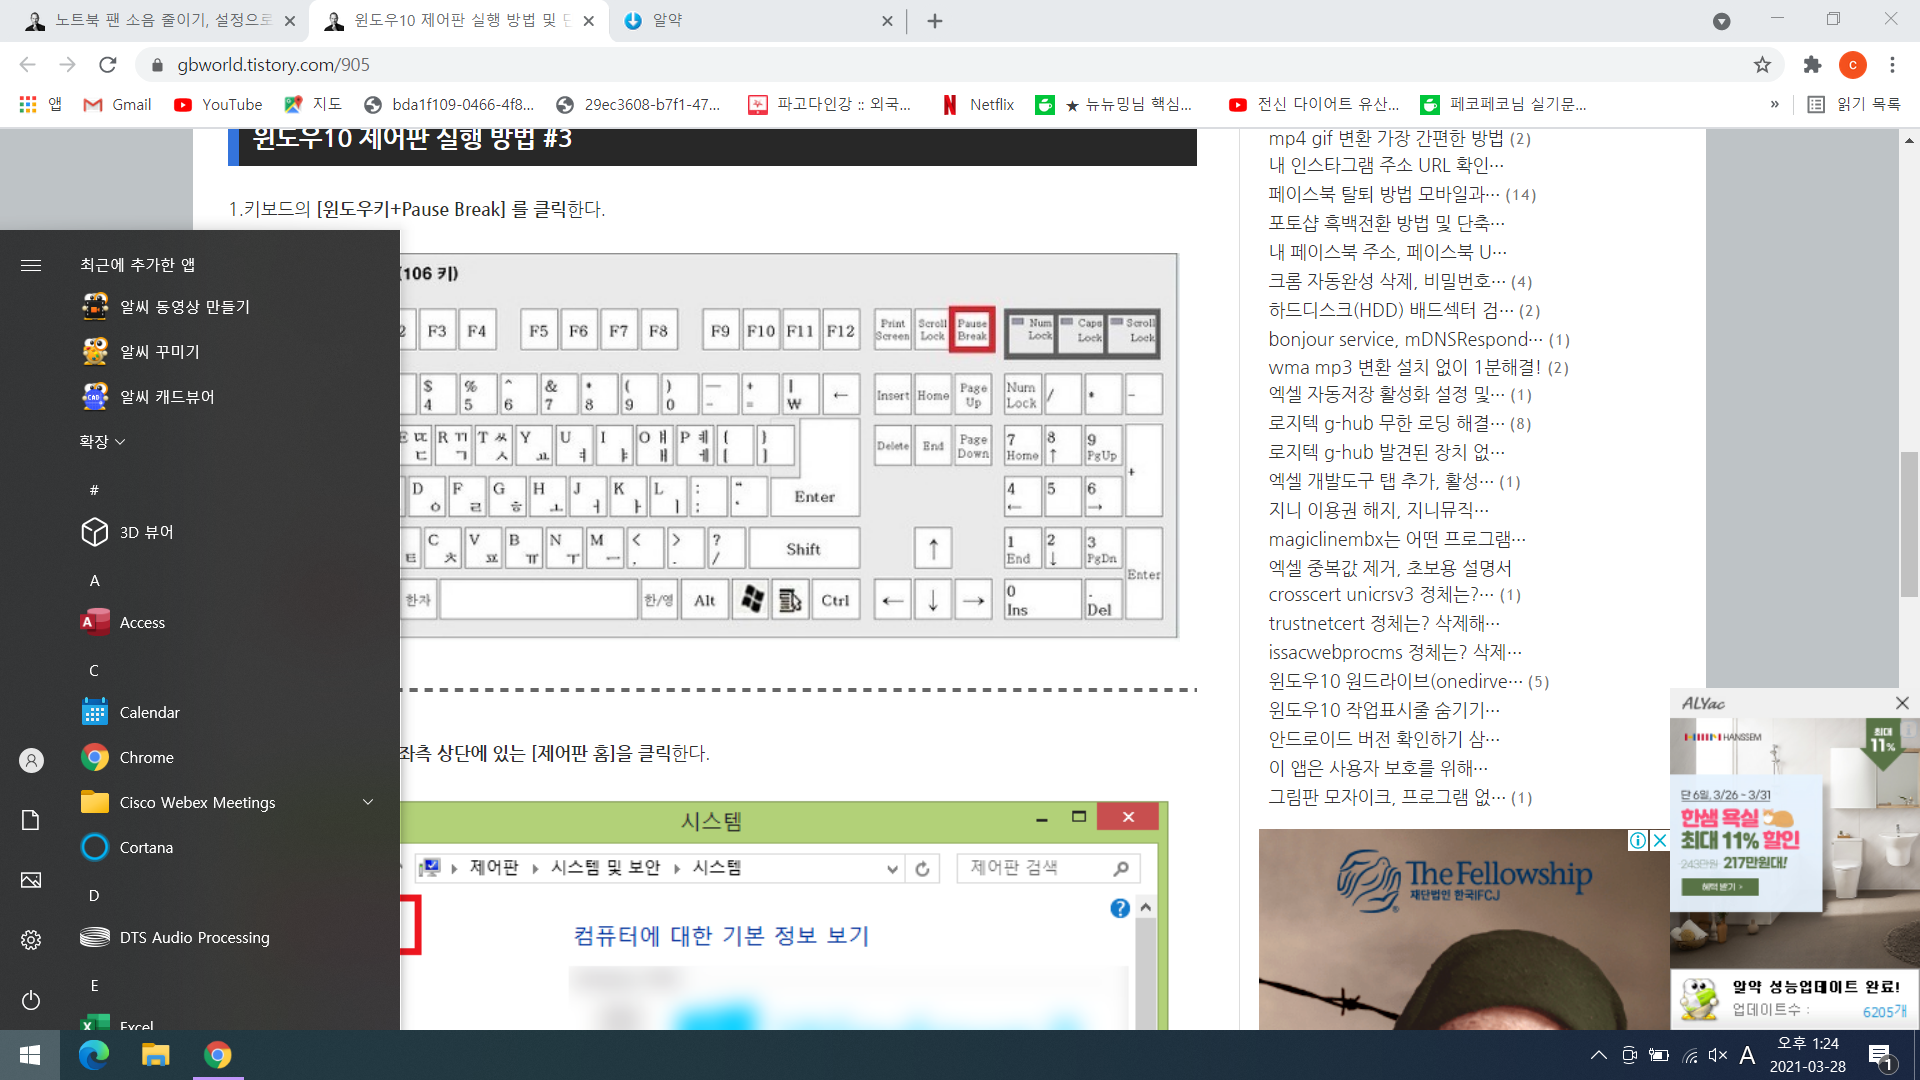 노트북 팬 소음 줄이기, 설정으로
윈도우10 제어판 실행 방법 및 단
알약
gbworld.tistory.com/905
C
앱
Gmail
YouTube
지도
bda1f109-0466-4f8...
29ec3608-b7f1-47...
파고다인강 :: 외국...
Netflix
★ 뉴뉴밍님 핵심...
전신 다이어트 유산...
페코페코님 실기문...
»
읽기 목록
윈도우10 제어판 실행 방법 #3
1.키보드의 [윈도우키+Pause Break] 를 클릭한다.
(106 키)
2 F3 F4 F5 F6 F7 F8 F9 F10 F11 F12 Print Screen Scroll Lock Pause Break Num Lock Caps Lock Scroll Lock
$ 4 % 5 ^ 6 & 7 * 8 ( 9 ) 0 — - + = | ₩ ← Insert Home Page Up Num Lock / * -
E ㄸ ㄷ R ㄲ ㄱ T ㅆ ㅅ Y ㅛ U ㅕ I ㅑ O ㅒ ㅐ P ㅖ ㅔ { [ } ] Delete End Page Down 7 Home 8 ↑ 9 PgUp +
D ㅇ F ㄹ G ㅎ H ㅗ J ㅓ K ㅏ L ㅣ : ; " ' Enter 4 ← 5 6 →
ㅌ C ㅊ V ㅍ B ㅠ N ㅜ M ㅡ < , > . ? / Shift ↑ 1 End 2 ↓ 3 PgDn Enter
한자 한/영 Alt Ctrl ← ↓ → 0 Ins . Del
좌측 상단에 있는 [제어판 홈]을 클릭한다.
시스템
제어판 시스템 및 보안 시스템
제어판 검색
컴퓨터에 대한 기본 정보 보기
최근에 추가한 앱
알씨 동영상 만들기
알씨 꾸미기
알씨 캐드뷰어
확장
#
3D 뷰어
A
Access
C
Calendar
Chrome
Cisco Webex Meetings
Cortana
D
DTS Audio Processing
E
Excel
mp4 gif 변환 가장 간편한 방법 (2)
내 인스타그램 주소 URL 확인…
페이스북 탈퇴 방법 모바일과… (14)
포토샵 흑백전환 방법 및 단축…
내 페이스북 주소, 페이스북 U…
크롬 자동완성 삭제, 비밀번호… (4)
하드디스크(HDD) 배드섹터 검… (2)
bonjour service, mDNSRespond… (1)
wma mp3 변환 설치 없이 1분해결! (2)
엑셀 자동저장 활성화 설정 및… (1)
로지텍 g-hub 무한 로딩 해결… (8)
로지텍 g-hub 발견된 장치 없…
엑셀 개발도구 탭 추가, 활성… (1)
지니 이용권 해지, 지니뮤직…
magiclinembx는 어떤 프로그램…
엑셀 중복값 제거, 초보용 설명서
crosscert unicrsv3 정체는?… (1)
trustnetcert 정체는? 삭제해…
issacwebprocms 정체는? 삭제…
윈도우10 원드라이브(onedirve… (5)
윈도우10 작업표시줄 숨기기…
안드로이드 버전 확인하기 삼…
이 앱은 사용자 보호를 위해…
그림판 모자이크, 프로그램 없… (1)
The Fellowship
재단법인 한국IFCJ
ALYac
HANSSEM
최대
11%
단 6일, 3/26 ~ 3/31
한샘 욕실
최대 11% 할인
243만원 217만원대!
혜택 받기 >
알약 성능업데이트 완료!
업데이트수 : 6205개
A
오후 1:24
2021-03-28
1